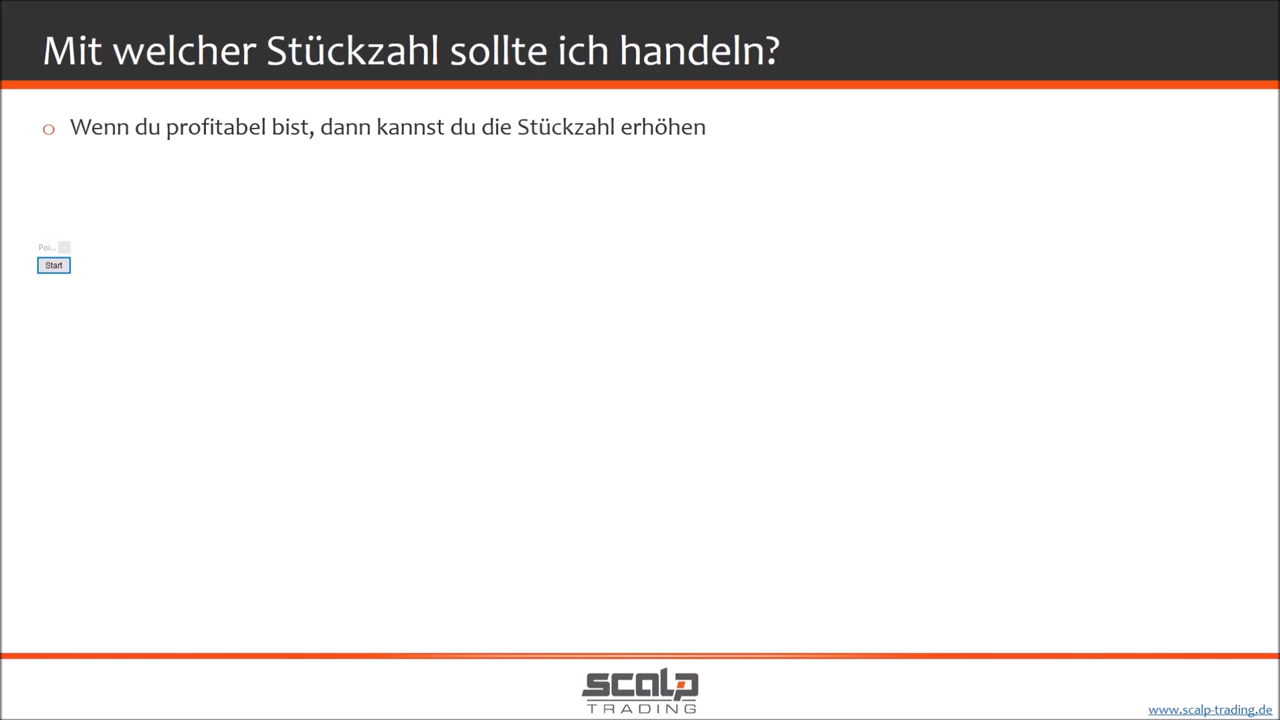 Mit welcher Stückzahl sollte ich handeln?
o Wenn du profitabel bist, dann kannst du die Stückzahl erhöhen
Poi...
Start
scalp
TRADING
www.scalp-trading.de